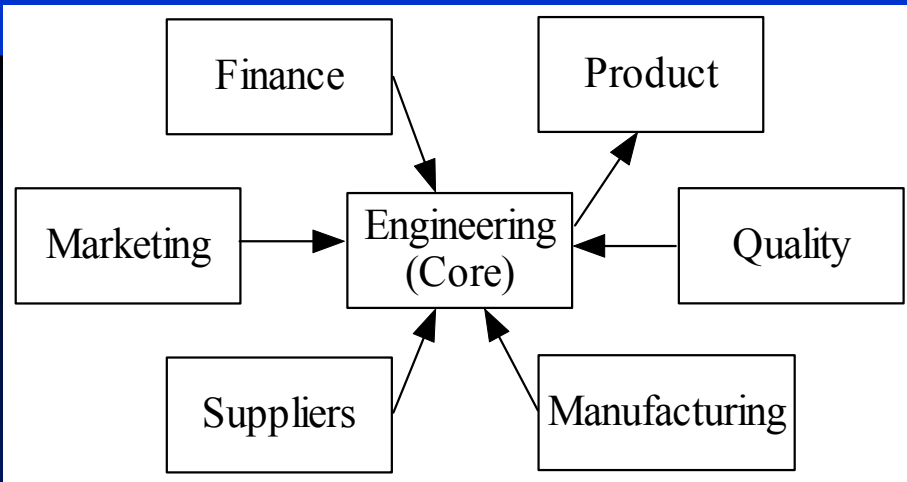 Finance
Product
Marketing
Engineering
(Core)
Quality
Suppliers
Manufacturing